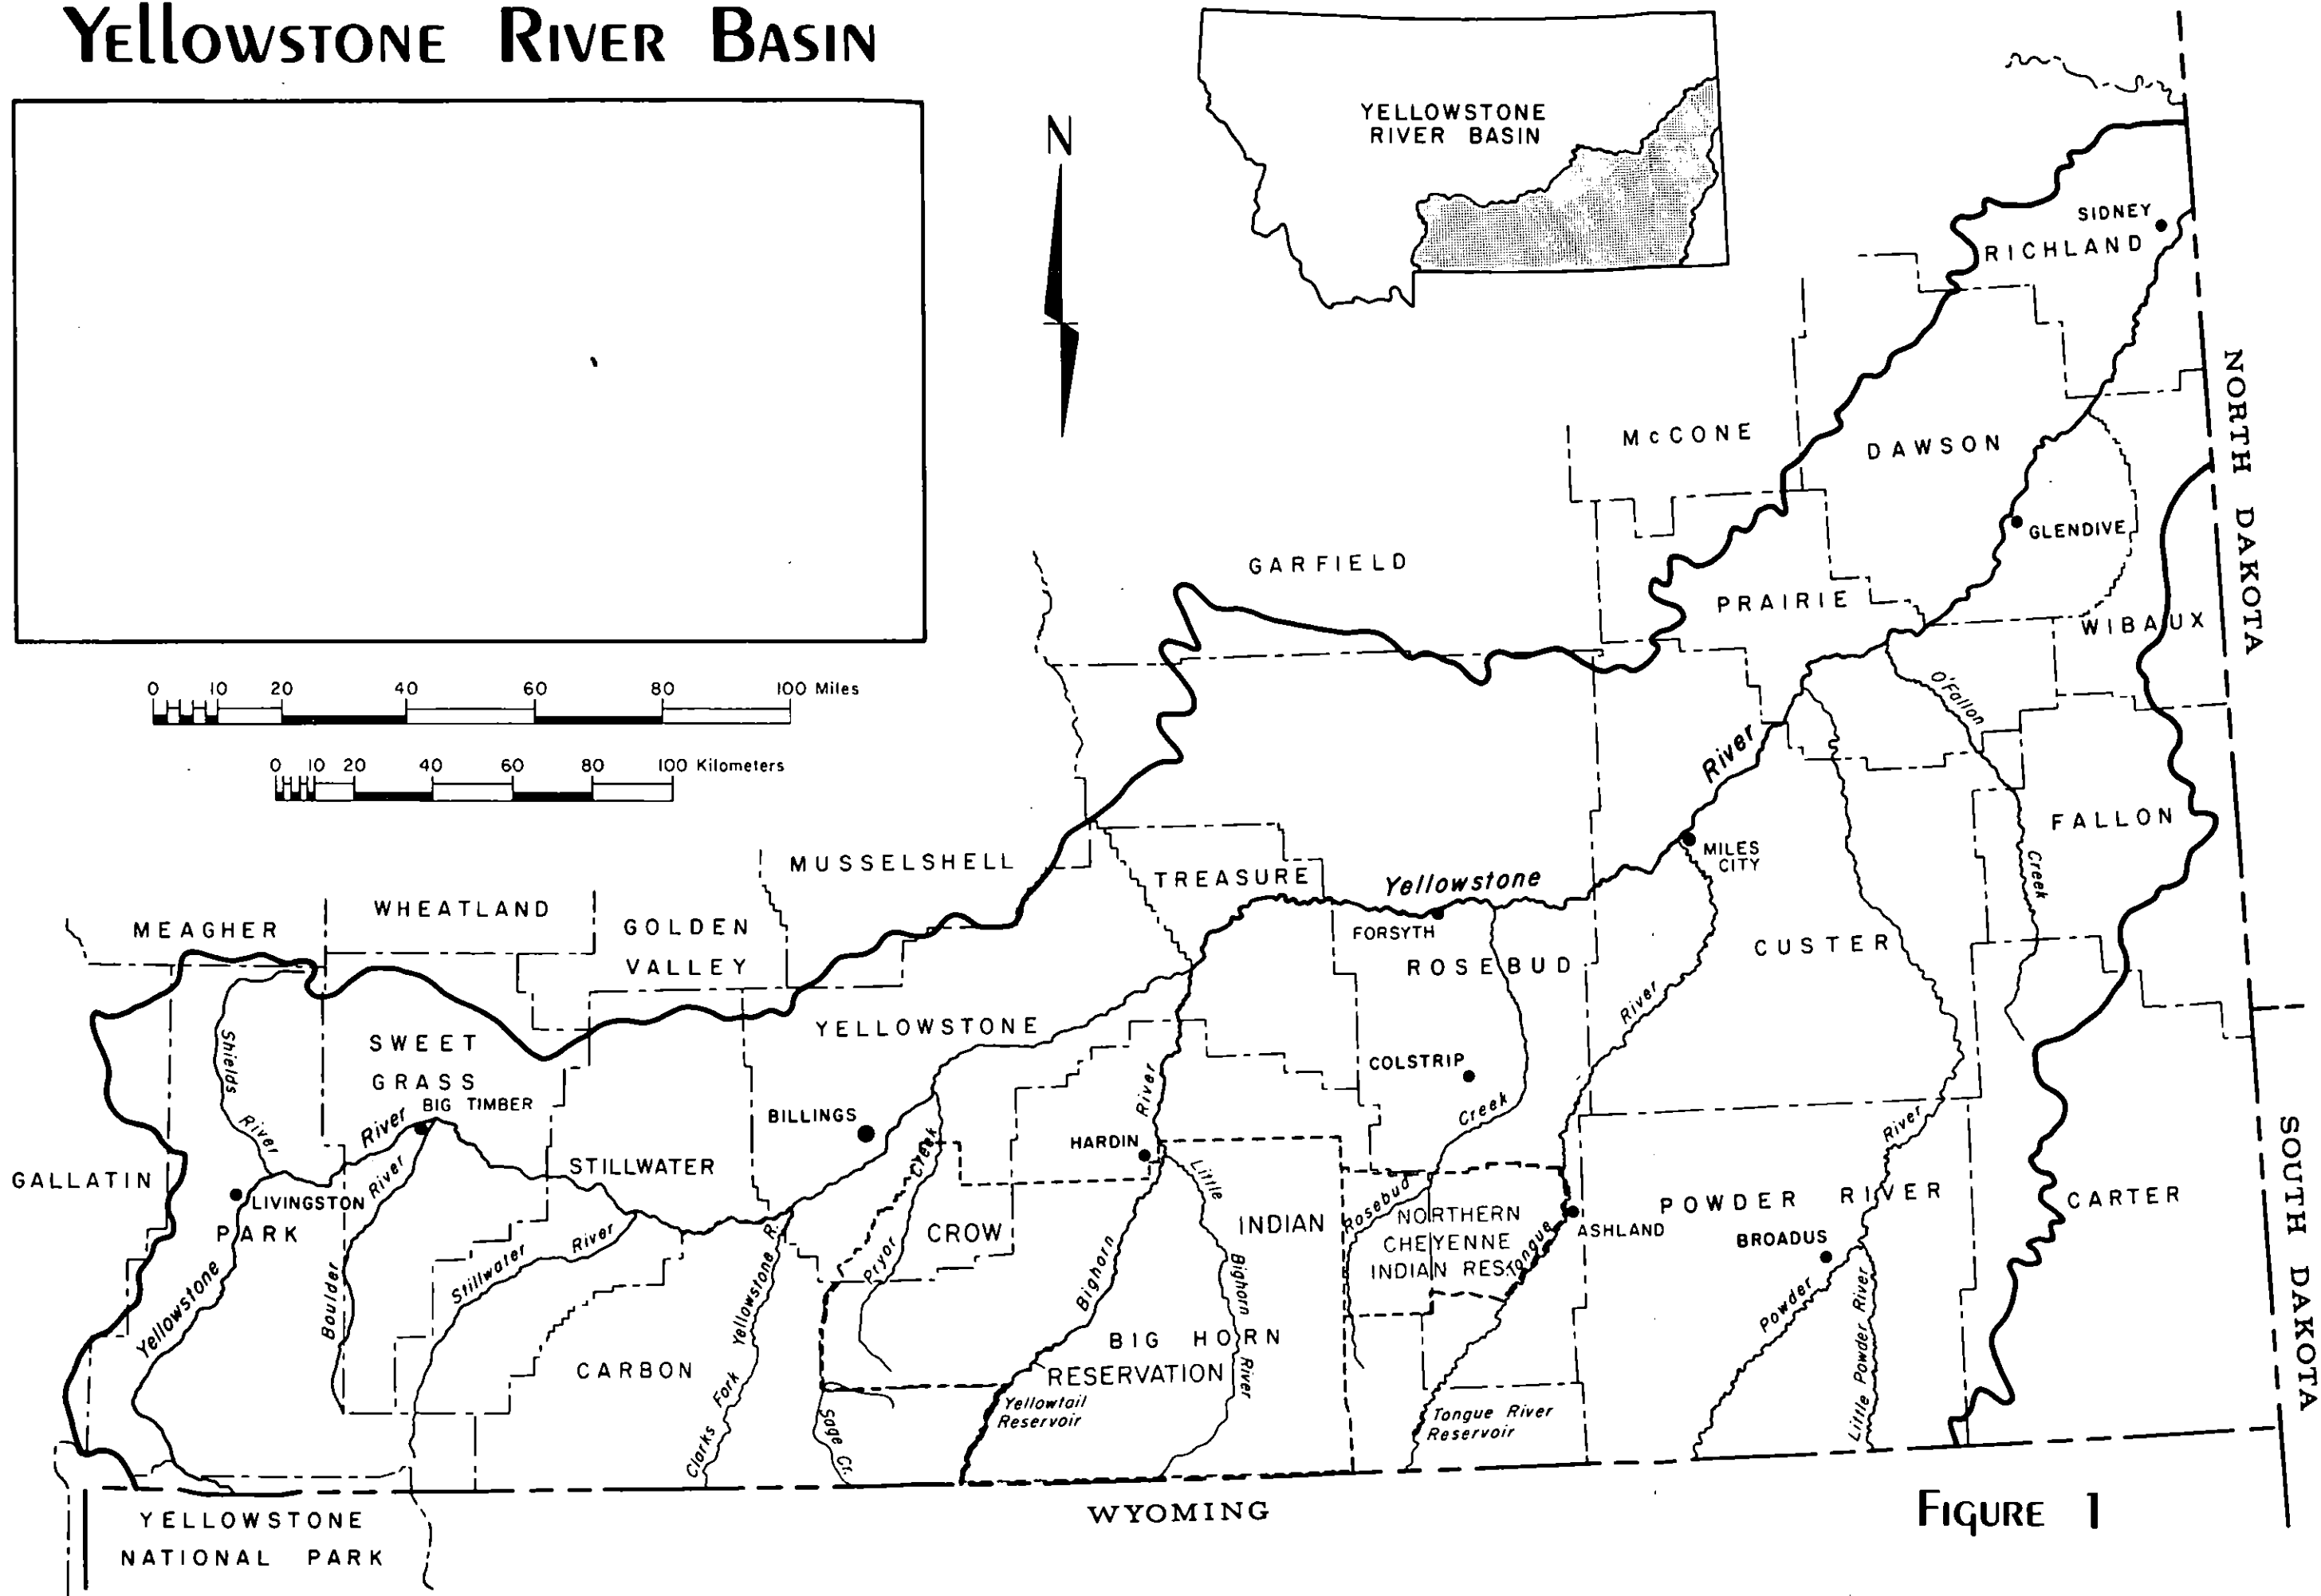 YEllOWSTONE RIVER BASIN
N
YELLOWSTONE
RIVER BASIN
0 10 20 40 60 80 100 Miles
0 10 20 40 60 80 100 Kilometers
SIDNEY
RICHLAND
NORTH DAKOTA
McCONE
DAWSON
GLENDIVE
GARFIELD
PRAIRIE
WIBAUX
O'Fallon
Creek
River
FALLON
MILES
CITY
MUSSELSHELL
TREASURE
Yellowstone
FORSYTH
ROSEBUD
CUSTER
MEAGHER
WHEATLAND
GOLDEN
VALLEY
YELLOWSTONE
SWEET
GRASS
BIG TIMBER
Shields
River
River
River
BILLINGS
HARDIN
River
COLSTRIP
Creek
Rosebud
River
River
GALLATIN
LIVINGSTON
PARK
STILLWATER
Stillwater River
Boulder
Yellowstone
CARBON
Clarks Fork Yellowstone R.
Pryor
Creek
Sage Cr.
CROW
INDIAN
RESERVATION
BIG HORN
Bighorn
Little
Bighorn
River
Yellowtail
Reservoir
NORTHERN
CHEYENNE
INDIAN RES.
Tongue
ASHLAND
Tongue River
Reservoir
POWDER RIVER
BROADUS
Powder
Little Powder River
CARTER
SOUTH DAKOTA
YELLOWSTONE
NATIONAL PARK
WYOMING
FIGURE 1